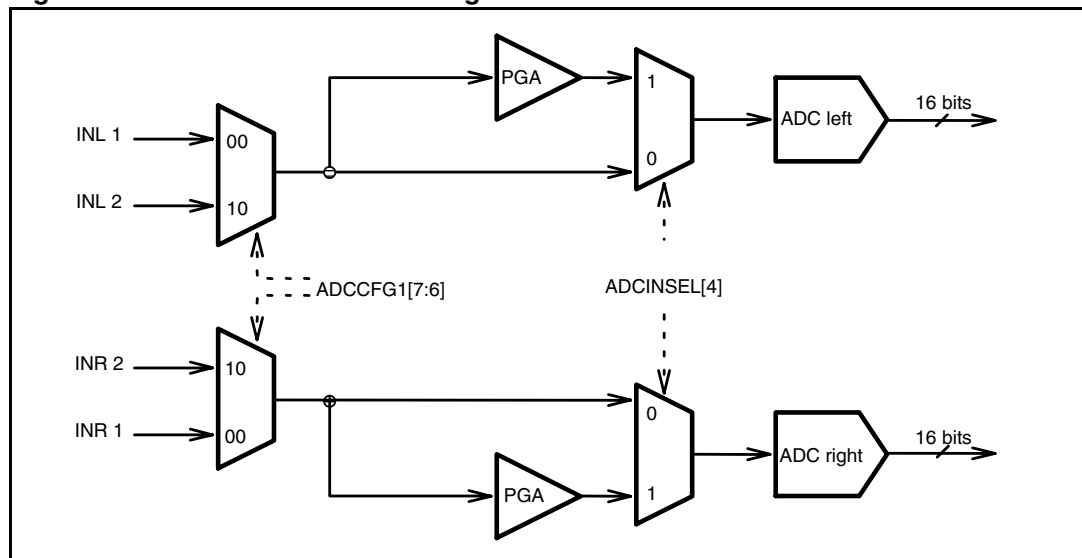 PGA
1
16 bits
INL 1
00
ADC left
0
INL 2
10
ADCCFG1[7:6]
ADCINSEL[4]
INR 2
10
0
INR 1
00
16 bits
ADC right
PGA
1